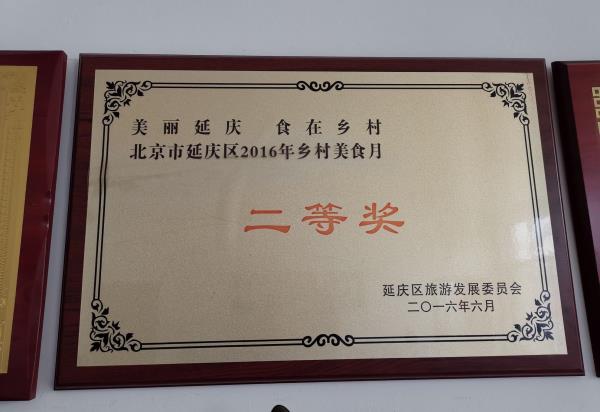 美丽延庆 食在乡村
北京市延庆区2016年乡村美食月
二等奖
延庆区旅游发展委员会
二〇一六年六月